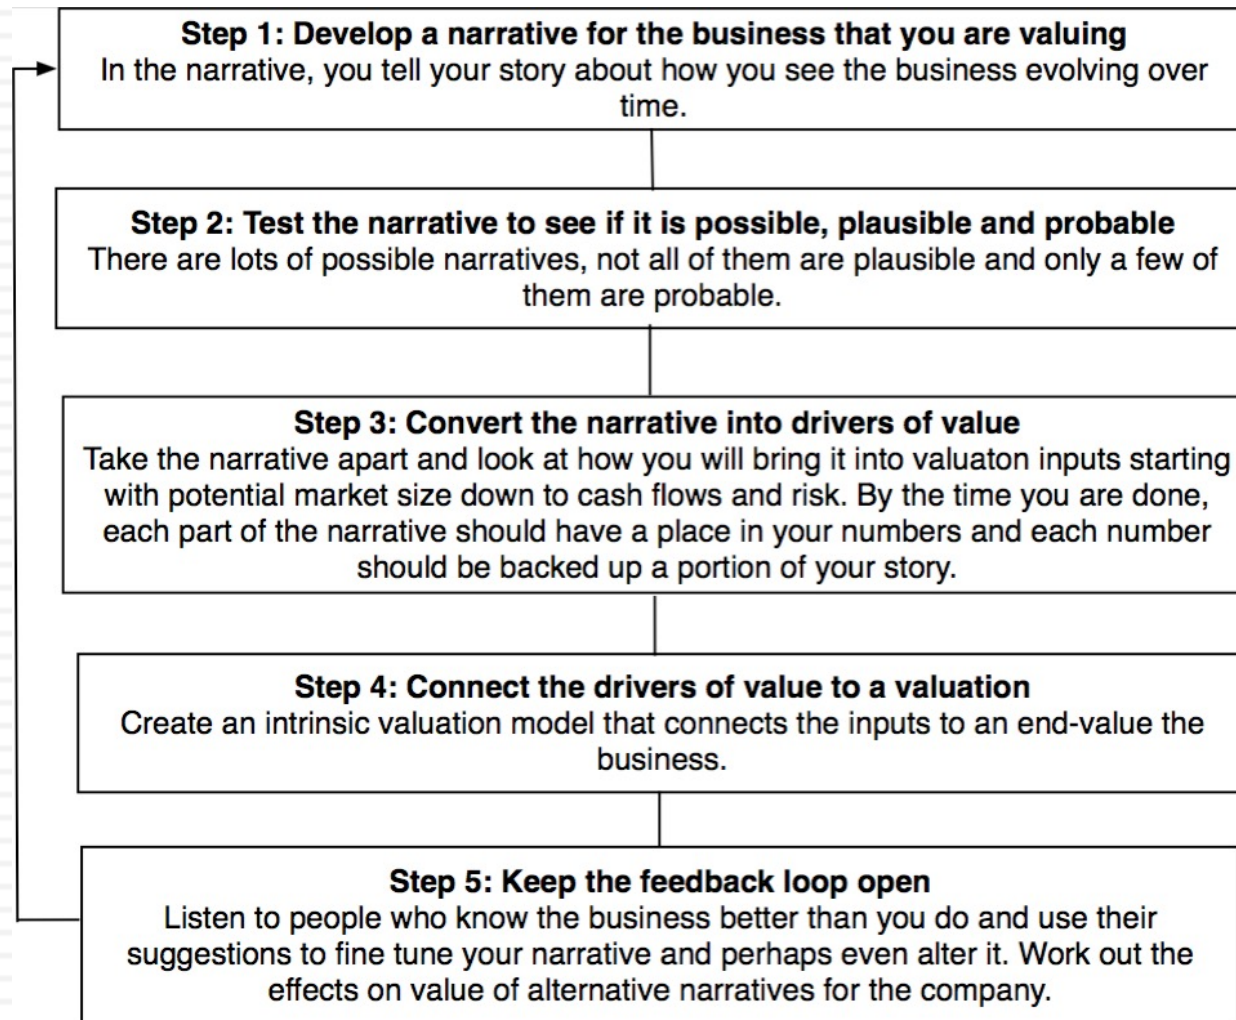 Step 1: Develop a narrative for the business that you are valuing
In the narrative, you tell your story about how you see the business evolving over
time.
Step 2: Test the narrative to see if it is possible, plausible and probable
There are lots of possible narratives, not all of them are plausible and only a few of
them are probable.
Step 3: Convert the narrative into drivers of value
Take the narrative apart and look at how you will bring it into valuaton inputs starting
with potential market size down to cash flows and risk. By the time you are done,
each part of the narrative should have a place in your numbers and each number
should be backed up a portion of your story.
Step 4: Connect the drivers of value to a valuation
Create an intrinsic valuation model that connects the inputs to an end-value the
business.
Step 5: Keep the feedback loop open
Listen to people who know the business better than you do and use their
suggestions to fine tune your narrative and perhaps even alter it. Work out the
effects on value of alternative narratives for the company.